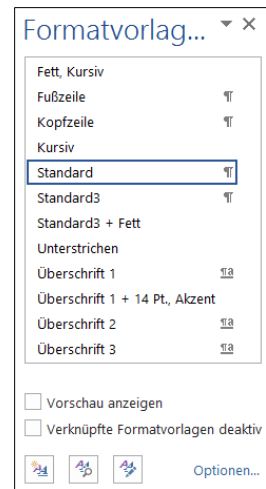 Formatvorlag...
Fett, Kursiv
Fußzeile ¶
Kopfzeile ¶
Kursiv
Standard ¶
Standard3 ¶
Standard3 + Fett
Unterstrichen
Überschrift 1 ¶a
Überschrift 1 + 14 Pt., Akzent
Überschrift 2 ¶a
Überschrift 3 ¶a
Vorschau anzeigen
Verknüpfte Formatvorlagen deaktiv
Optionen...